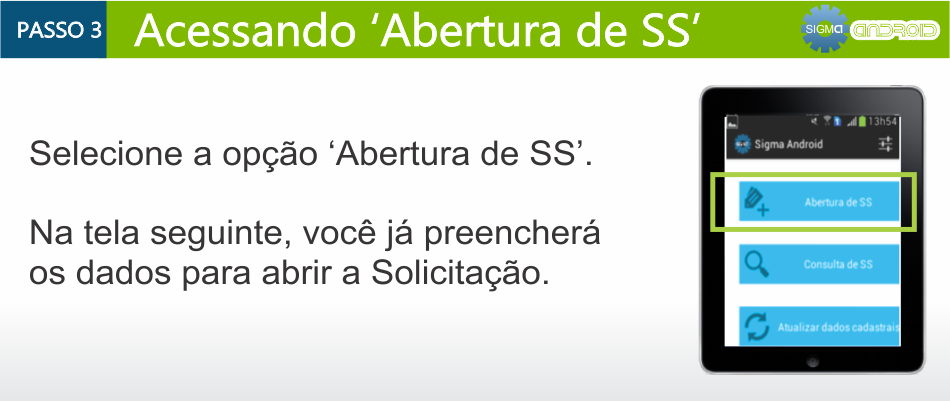 PASSO 3
Acessando ‘Abertura de SS’
SIGMA
ANDROID
Selecione a opção ‘Abertura de SS’.
Na tela seguinte, você já preencherá
os dados para abrir a Solicitação.
13h54
Sigma Android
Abertura de SS
Consulta de SS
Atualizar dados cadastrais